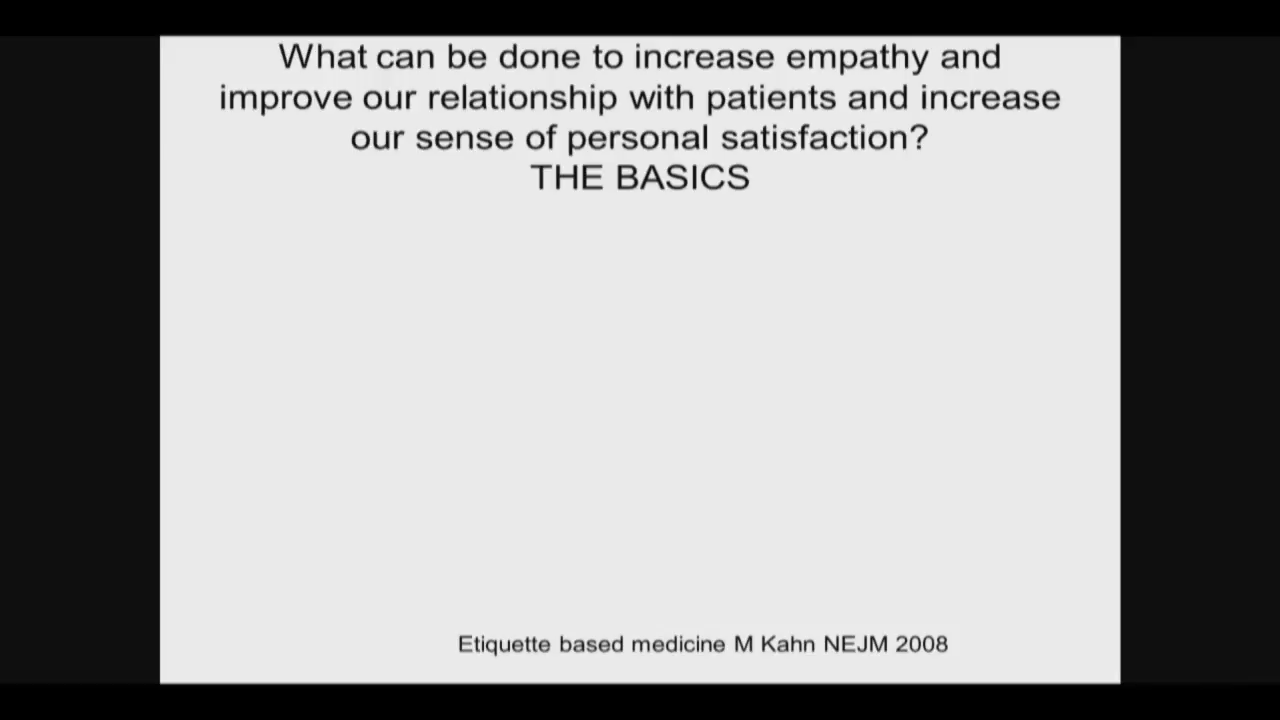 What can be done to increase empathy and
improve our relationship with patients and increase
our sense of personal satisfaction?
THE BASICS
Etiquette based medicine M Kahn NEJM 2008